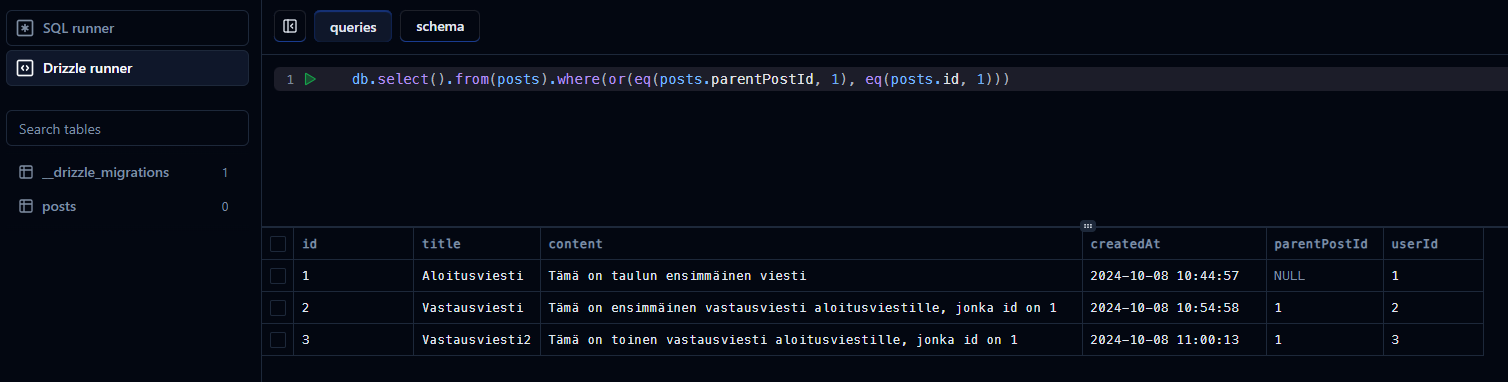 SQL runner
Drizzle runner
Search tables
__drizzle_migrations 1
posts 0
queries schema
1 db.select().from(posts).where(or(eq(posts.parentPostId, 1), eq(posts.id, 1)))
id title content createdAt parentPostId userId
1 Aloitusviesti Tämä on taulun ensimmäinen viesti 2024-10-08 10:44:57 NULL 1
2 Vastausviesti Tämä on ensimmäinen vastausviesti aloitusviestille, jonka id on 1 2024-10-08 10:54:58 1 2
3 Vastausviesti2 Tämä on toinen vastausviesti aloitusviestille, jonka id on 1 2024-10-08 11:00:13 1 3